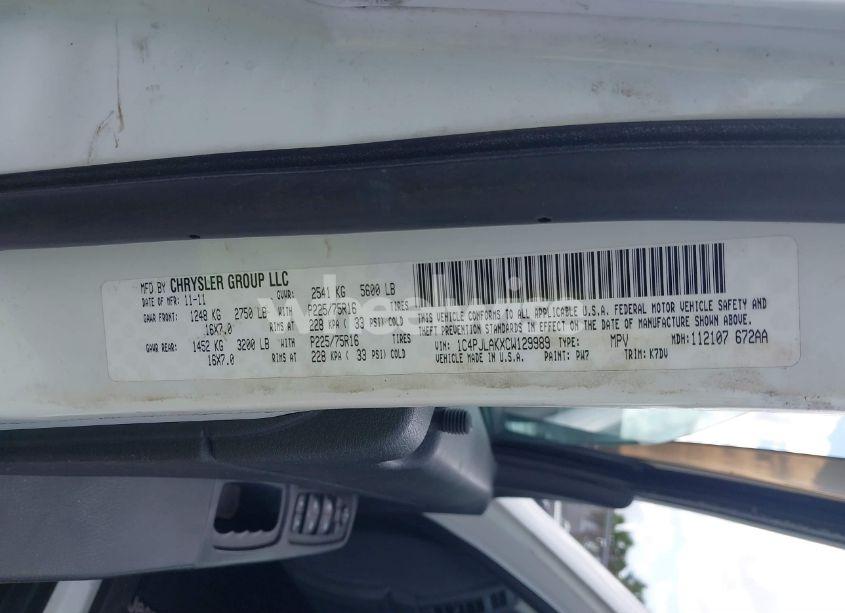 MFD BY CHRYSLER GROUP LLC
DATE OF MFR: 11-11 GVWR: 2541 KG 5600 LB
GAWR FRONT: 1248 KG 2750 LB WITH P225/75R16 TIRES
16X7.0 RIMS AT 228 KPA ( 33 PSI) COLD
GAWR REAR: 1452 KG 3200 LB WITH P225/75R16 TIRES
16X7.0 RIMS AT 228 KPA ( 33 PSI) COLD
THIS VEHICLE CONFORMS TO ALL APPLICABLE U.S.A. FEDERAL MOTOR VEHICLE SAFETY AND
THEFT PREVENTION STANDARDS IN EFFECT ON THE DATE OF MANUFACTURE SHOWN ABOVE.
VIN: 1C4PJLAKXCW129989 TYPE: MPV MDH: 112107 672AA
VEHICLE MADE IN U.S.A. PAINT: PW7 TRIM: K7DV